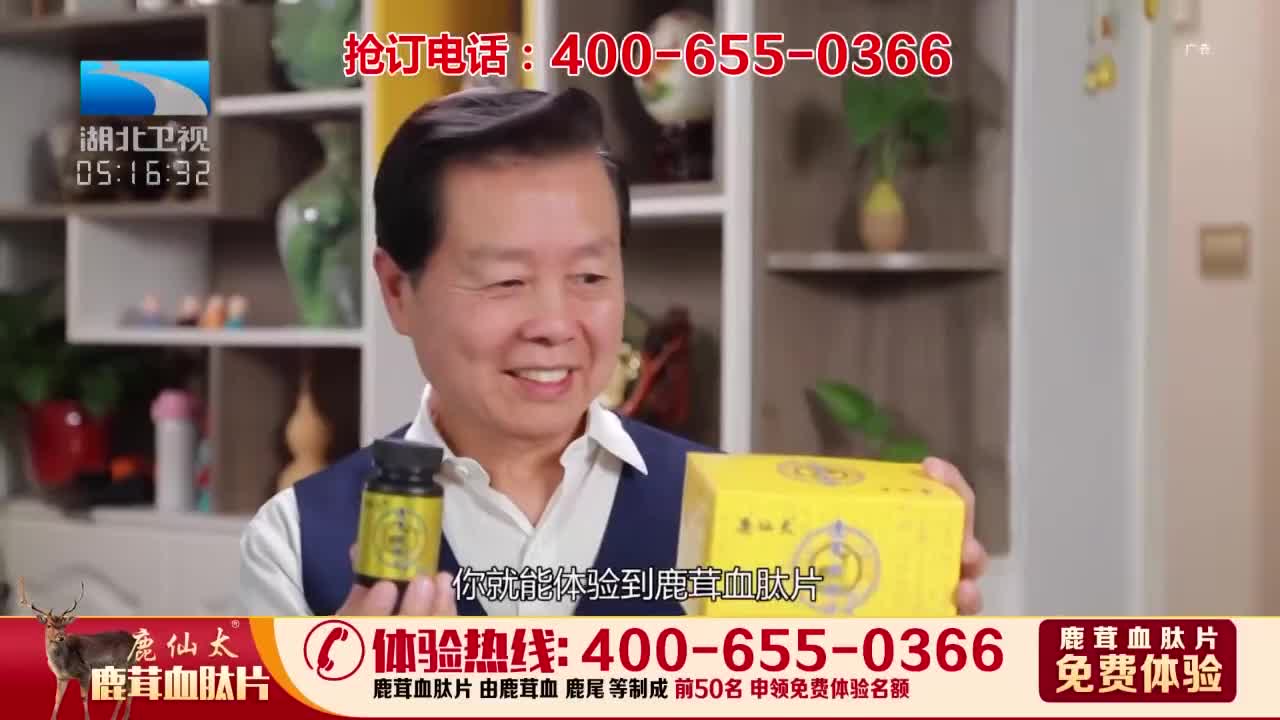 抢订电话：400-655-0366
广告
湖北卫视
05:16:32
鹿仙太
你就能体验到鹿茸血肽片
鹿仙太®
鹿茸血肽片
体验热线:400-655-0366
鹿茸血肽片 由鹿茸血 鹿尾 等制成 前50名 申领免费体验名额
鹿茸血肽片
免费体验